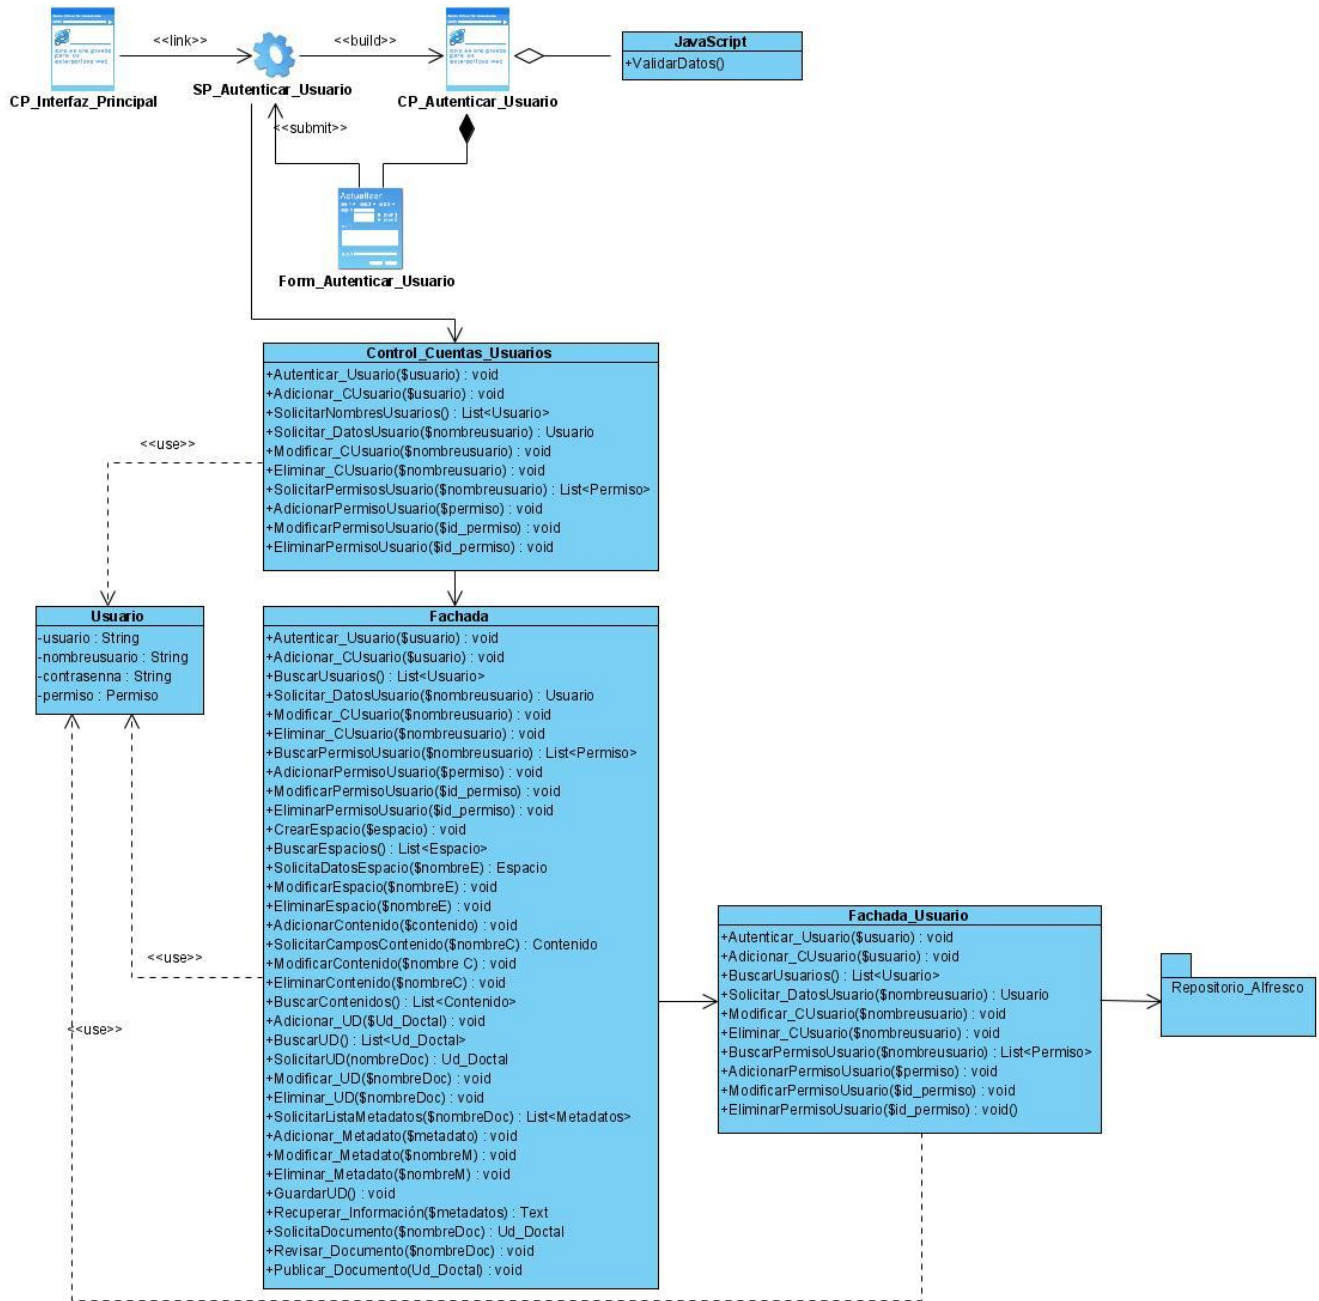 <<link>>
<<build>>
JavaScript
+ValidarDatos()
CP_Interfaz_Principal
SP_Autenticar_Usuario
CP_Autenticar_Usuario
<<submit>>
Actualizar
Form_Autenticar_Usuario
Control_Cuentas_Usuarios
+Autenticar_Usuario($usuario) : void
+Adicionar_CUsuario($usuario) : void
+SolicitarNombresUsuarios() : List<Usuario>
+Solicitar_DatosUsuario($nombreusuario) : Usuario
+Modificar_CUsuario($nombreusuario) : void
+Eliminar_CUsuario($nombreusuario) : void
+SolicitarPermisosUsuario($nombreusuario) : List<Permiso>
+AdicionarPermisoUsuario($permiso) : void
+ModificarPermisoUsuario($id_permiso) : void
+EliminarPermisoUsuario($id_permiso) : void
<<use>>
Usuario
-usuario : String
-nombreusuario : String
-contrasenna : String
-permiso : Permiso
Fachada
+Autenticar_Usuario($usuario) : void
+Adicionar_CUsuario($usuario) : void
+BuscarUsuarios() : List<Usuario>
+Solicitar_DatosUsuario($nombreusuario) : Usuario
+Modificar_CUsuario($nombreusuario) : void
+Eliminar_CUsuario($nombreusuario) : void
+BuscarPermisoUsuario($nombreusuario) : List<Permiso>
+AdicionarPermisoUsuario($permiso) : void
+ModificarPermisoUsuario($id_permiso) : void
+EliminarPermisoUsuario($id_permiso) : void
+CrearEspacio($espacio) : void
+BuscarEspacios() : List<Espacio>
+SolicitaDatosEspacio($nombreE) : Espacio
+ModificarEspacio($nombreE) : void
+EliminarEspacio($nombreE) : void
+AdicionarContenido($contenido) : void
+SolicitarCamposContenido($nombreC) : Contenido
+ModificarContenido($nombre C) : void
+EliminarContenido($nombreC) : void
+BuscarContenidos() : List<Contenido>
+Adicionar_UD($Ud_Doctal) : void
+BuscarUD() : List<Ud_Doctal>
+SolicitarUD(nombreDoc) : Ud_Doctal
+Modificar_UD($nombreDoc) : void
+Eliminar_UD($nombreDoc) : void
+SolicitarListaMetadatos($nombreDoc) : List<Metadatos>
+Adicionar_Metadato($metadato) : void
+Modificar_Metadato($nombreM) : void
+Eliminar_Metadato($nombreM) : void
+GuardarUD() : void
+Recuperar_Información($metadatos) : Text
+SolicitaDocumento($nombreDoc) : Ud_Doctal
+Revisar_Documento($nombreDoc) : void
+Publicar_Documento(Ud_Doctal) : void
<<use>>
<<use>>
Fachada_Usuario
+Autenticar_Usuario($usuario) : void
+Adicionar_CUsuario($usuario) : void
+BuscarUsuarios() : List<Usuario>
+Solicitar_DatosUsuario($nombreusuario) : Usuario
+Modificar_CUsuario($nombreusuario) : void
+Eliminar_CUsuario($nombreusuario) : void
+BuscarPermisoUsuario($nombreusuario) : List<Permiso>
+AdicionarPermisoUsuario($permiso) : void
+ModificarPermisoUsuario($id_permiso) : void
+EliminarPermisoUsuario($id_permiso) : void()
Repositorio_Alfresco